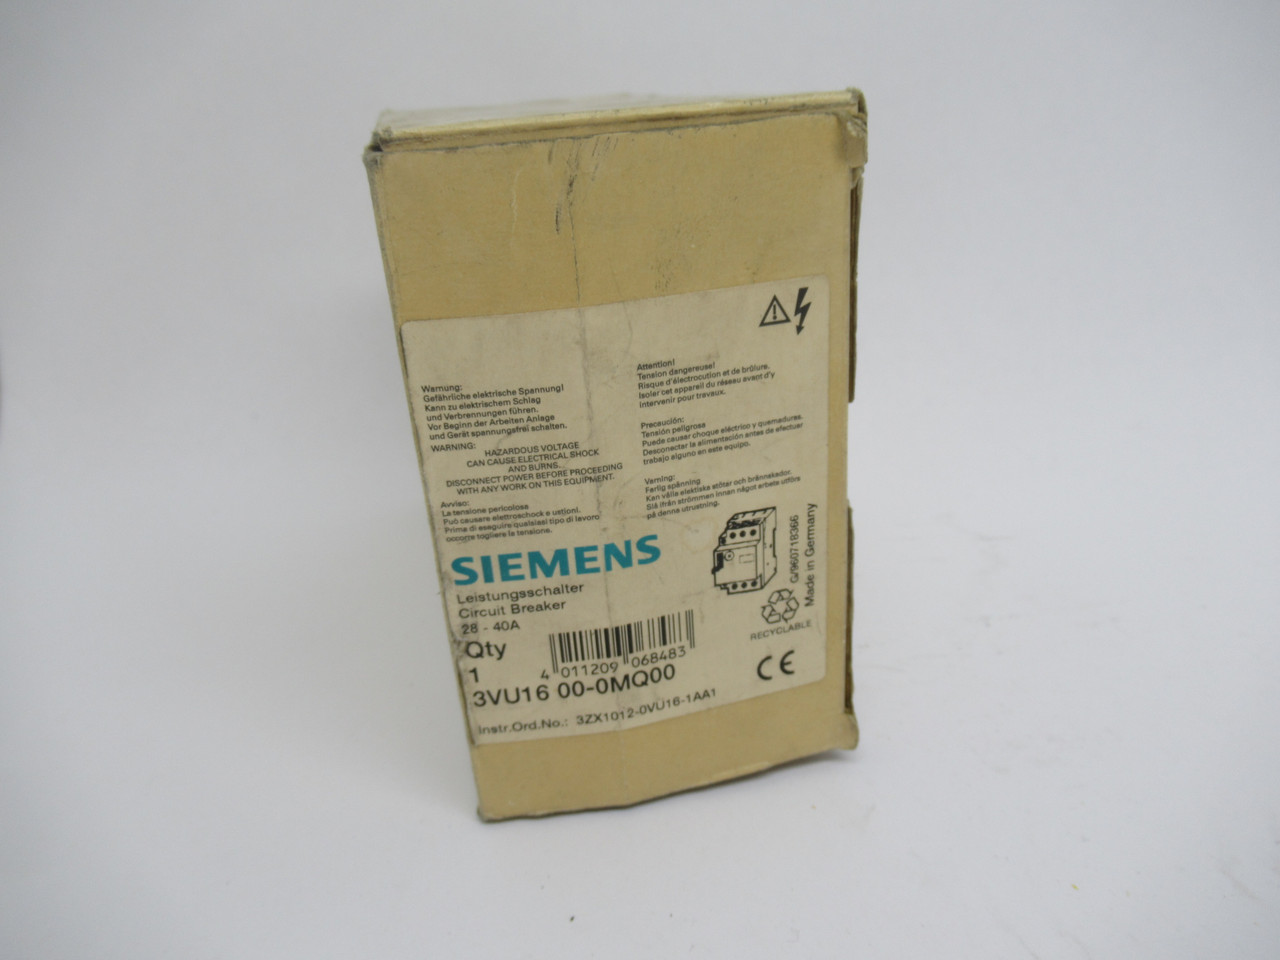 Warnung:
Gefährliche elektrische Spannung!
Kann zu elektrischem Schlag
und Verbrennungen führen.
Vor Beginn der Arbeiten Anlage
und Gerät spannungsfrei schalten.
WARNING:
HAZARDOUS VOLTAGE
CAN CAUSE ELECTRICAL SHOCK
AND BURNS...
DISCONNECT POWER BEFORE PROCEEDING
WITH ANY WORK ON THIS EQUIPMENT.
Avviso:
La tensione pericolosa
Può causare elettroschock e ustioni.
Prima di eseguire qualsiasi tipo di lavoro
occorre togliere la tensione.
Attention!
Tension dangereuse!
Risque d'électrocution et de brûlure.
Isoler cet appareil du réseau avant d'y
intervenir pour travaux.
Precaución:
Tensión peligrosa
Puede causar choque eléctrico y quemaduras.
Desconectar la alimentación antes de efectuar
trabajo alguno en este equipo.
Varning:
Farlig spänning
Kan vålla elektiska stötar och brännskador.
Slå ifrån strömmen innan något arbete utföre
på denna utrustning.
SIEMENS
Leistungsschalter
Circuit Breaker
28 - 40A
Qty
1
4 011209 068483
3VU16 00-0MQ00
Instr.Ord.No.: 3ZX1012-0VU16-1AA1
G/960718366
Made in Germany
RECYCLABLE
CE